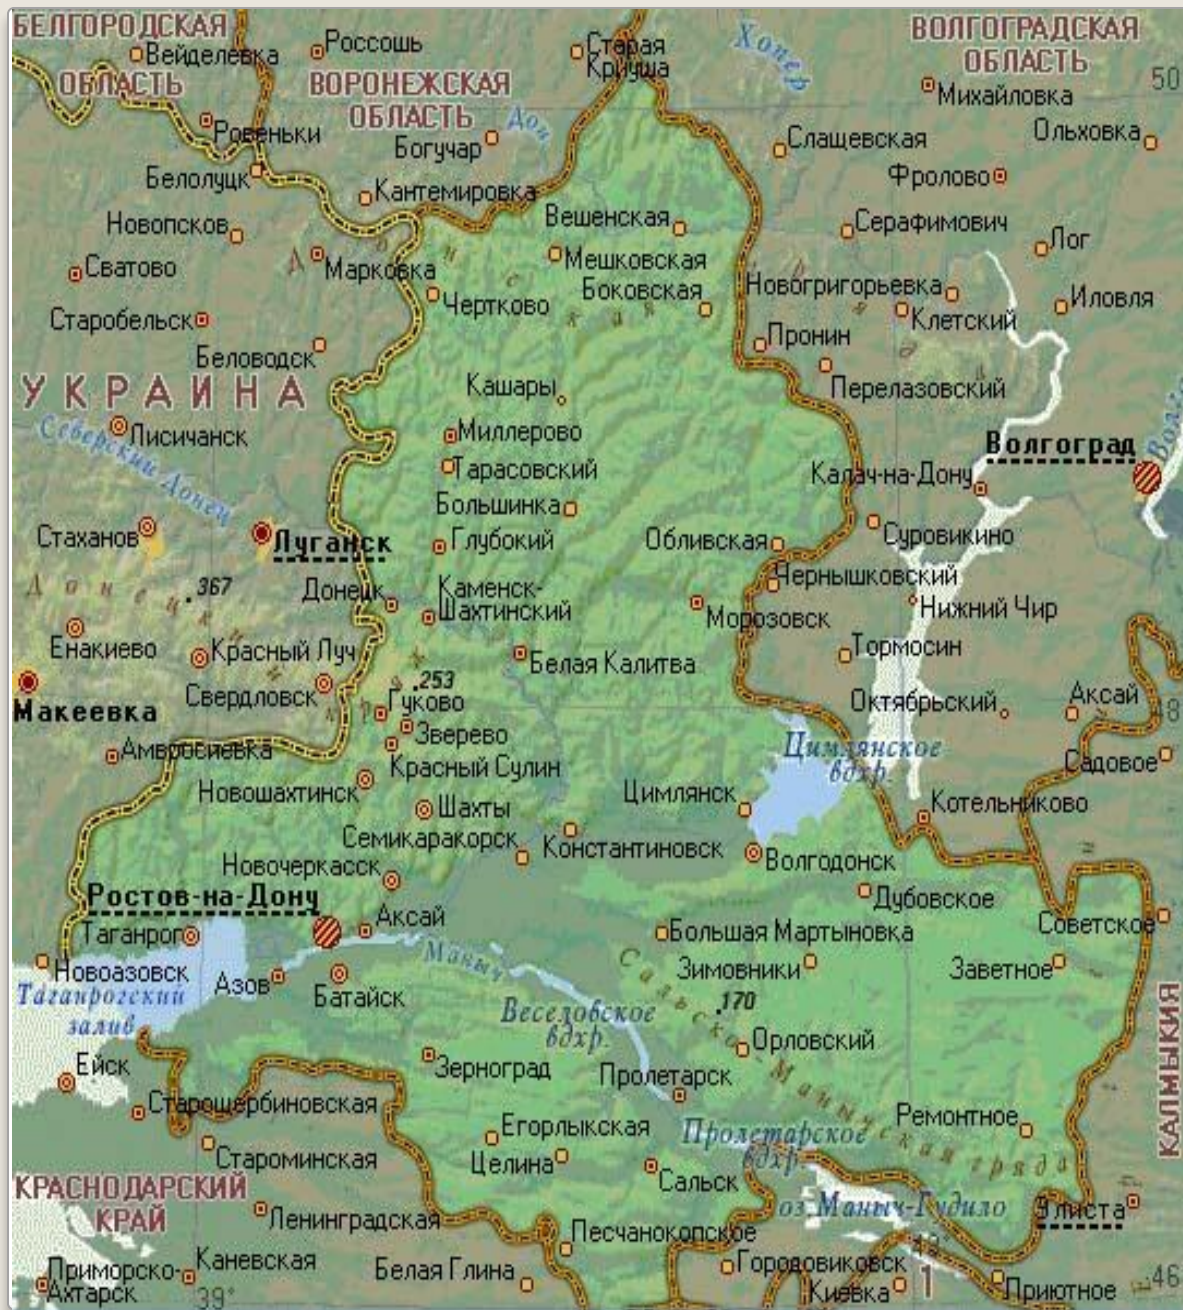 БЕЛГОРОДСКАЯ
ОБЛАСТЬ
Вейделевка
Россошь
Старая
Криуша
Хопер
ВОЛГОГРАДСКАЯ
ОБЛАСТЬ
50
ВОРОНЕЖСКАЯ
ОБЛАСТЬ
Михайловка
Ровеньки
Богучар
Дон
Слащевская
Ольховка
Белолуцк
Кантемировка
Фролово
Новопсков
Вешенская
Серафимович
Лог
Сватово
Марковка
Мешковская
Боковская
Новогригорьевка
Иловля
Чертково
Клетский
Старобельск
Беловодск
Пронин
Перелазовский
УКРАИНА
Кашары
Северский Донец
Лисичанск
Миллерово
Волгоград
Тарасовский
Калач-на-Дону
Большинка
Стаханов
Луганск
Глубокий
Обливская
Суровикино
Донецк
.367
Донецк
Каменск-
Шахтинский
Чернышковский
Морозовск
Нижний Чир
Енакиево
Красный Луч
Белая Калитва
Тормосин
Свердловск
.253
Гуково
Октябрьский
Аксай
48
Макеевка
Зверево
Амвросиевка
Красный Сулин
Цимлянское
вдхр.
Садовое
Новошахтинск
Шахты
Цимлянск
Котельниково
Семикаракорск
Константиновск
Волгодонск
Новочеркасск
Дубовское
Ростов-на-Дону
Аксай
Советское
Таганрог
Большая Мартыновка
Новоазовск
Азов
Батайск
Маныч
Зимовники
Заветное
Таганрогский
залив
Веселовское
вдхр.
.170
Сальско
Манычская гряда
Орловский
Ейск
Зерноград
Пролетарск
КАЛМЫКИЯ
Старощербиновская
Егорлыкская
Пролетарское
вдхр.
Ремонтное
Староминская
Целина
Сальск
КРАСНОДАРСКИЙ
КРАЙ
Ленинградская
Песчанокопское
оз. Маныч-Гудило
Элиста
Приморско-
Ахтарск
Каневская
Белая Глина
Городовиковск
Киевка
1
Приютное
39°
43°
46